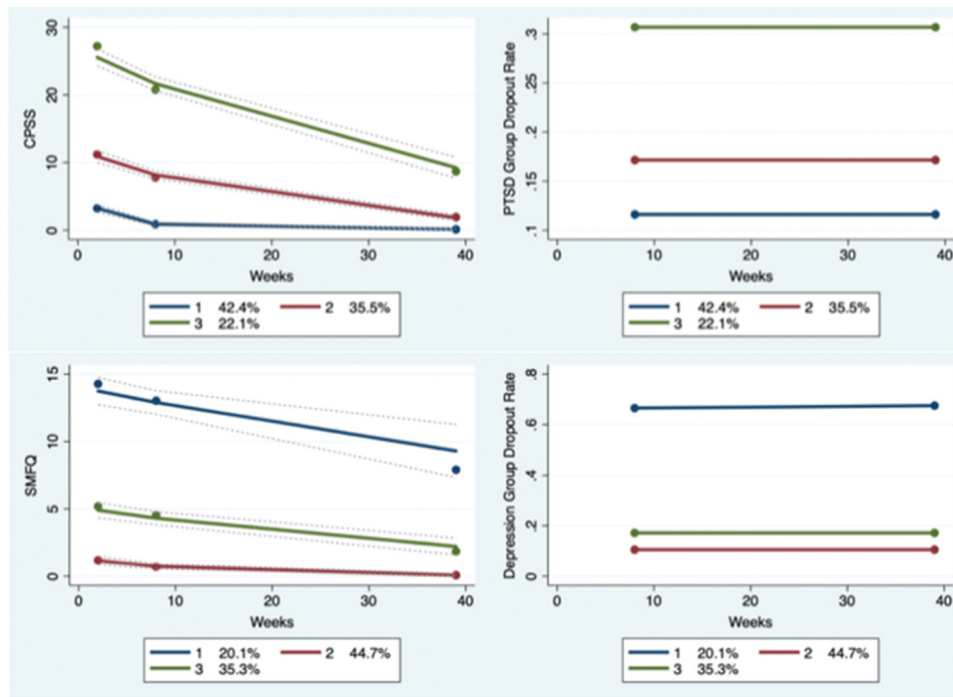 CPSS
30
20
10
0
0 10 20 30 40
Weeks
1 42.4% 2 35.5%
3 22.1%
PTSD Group Dropout Rate
.3
.25
.2
.15
.1
0 10 20 30 40
Weeks
1 42.4% 2 35.5%
3 22.1%
SMFQ
15
10
5
0
0 10 20 30 40
Weeks
1 20.1% 2 44.7%
3 35.3%
Depression Group Dropout Rate
.8
.6
.4
.2
0
0 10 20 30 40
Weeks
1 20.1% 2 44.7%
3 35.3%